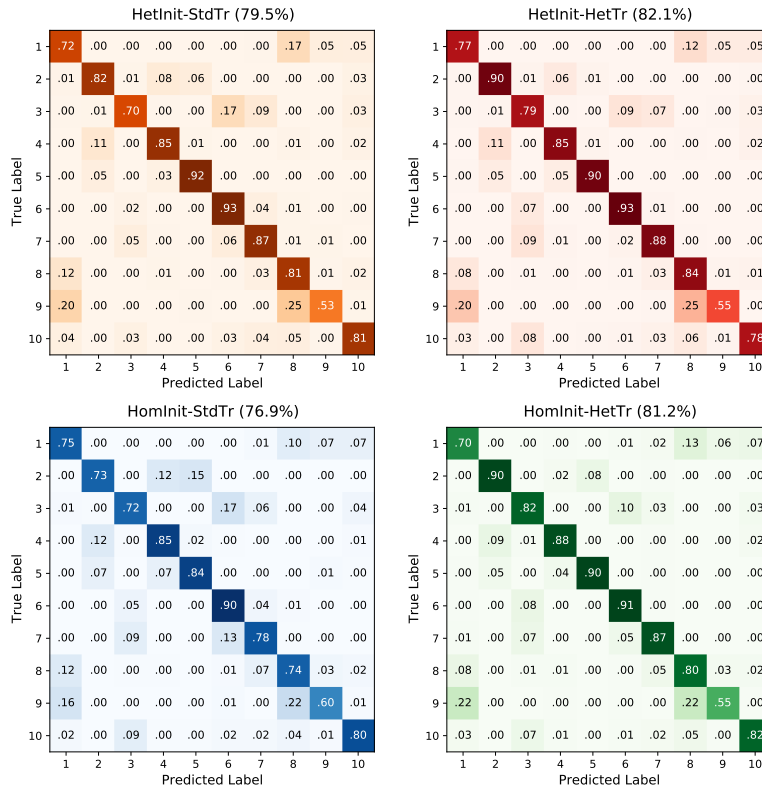 HetInit-StdTr (79.5%)
True Label
1 .72 .00 .00 .00 .00 .00 .00 .17 .05 .05
2 .01 .82 .01 .08 .06 .00 .00 .00 .00 .03
3 .00 .01 .70 .00 .00 .17 .09 .00 .00 .03
4 .00 .11 .00 .85 .01 .00 .00 .01 .00 .02
5 .00 .05 .00 .03 .92 .00 .00 .00 .00 .00
6 .00 .00 .02 .00 .00 .93 .04 .01 .00 .00
7 .00 .00 .05 .00 .00 .06 .87 .01 .01 .00
8 .12 .00 .00 .01 .00 .00 .03 .81 .01 .02
9 .20 .00 .00 .00 .00 .00 .00 .25 .53 .01
10 .04 .00 .03 .00 .00 .03 .04 .05 .00 .81
1 2 3 4 5 6 7 8 9 10
Predicted Label
HetInit-HetTr (82.1%)
True Label
1 .77 .00 .00 .00 .00 .00 .00 .12 .05 .05
2 .00 .90 .01 .06 .01 .00 .00 .00 .00 .00
3 .00 .01 .79 .00 .00 .09 .07 .00 .00 .03
4 .00 .11 .00 .85 .01 .00 .00 .00 .00 .02
5 .00 .05 .00 .05 .90 .00 .00 .00 .00 .00
6 .00 .00 .07 .00 .00 .93 .01 .00 .00 .00
7 .00 .00 .09 .01 .00 .02 .88 .00 .00 .00
8 .08 .00 .01 .00 .00 .01 .03 .84 .01 .01
9 .20 .00 .00 .00 .00 .00 .00 .25 .55 .00
10 .03 .00 .08 .00 .00 .01 .03 .06 .01 .78
1 2 3 4 5 6 7 8 9 10
Predicted Label
HomInit-StdTr (76.9%)
True Label
1 .75 .00 .00 .00 .00 .00 .01 .10 .07 .07
2 .00 .73 .00 .12 .15 .00 .00 .00 .00 .00
3 .01 .00 .72 .00 .00 .17 .06 .00 .00 .04
4 .00 .12 .00 .85 .02 .00 .00 .00 .00 .01
5 .00 .07 .00 .07 .84 .00 .00 .00 .00 .01
6 .00 .00 .05 .00 .00 .90 .04 .01 .00 .00
7 .00 .00 .09 .00 .00 .13 .78 .00 .00 .00
8 .12 .00 .00 .00 .00 .01 .07 .74 .03 .02
9 .16 .00 .00 .00 .00 .01 .00 .22 .60 .01
10 .02 .00 .09 .00 .00 .02 .02 .04 .01 .80
1 2 3 4 5 6 7 8 9 10
Predicted Label
HomInit-HetTr (81.2%)
True Label
1 .70 .00 .00 .00 .00 .01 .02 .13 .06 .07
2 .00 .90 .00 .02 .08 .00 .00 .00 .00 .00
3 .01 .00 .82 .00 .00 .10 .03 .00 .00 .03
4 .00 .09 .01 .88 .00 .00 .00 .00 .00 .02
5 .00 .05 .00 .04 .90 .00 .00 .00 .00 .00
6 .00 .00 .08 .00 .00 .91 .00 .00 .00 .00
7 .01 .00 .07 .00 .00 .05 .87 .00 .00 .00
8 .08 .00 .01 .01 .00 .00 .05 .80 .03 .02
9 .22 .00 .00 .00 .00 .00 .00 .22 .55 .00
10 .03 .00 .07 .01 .00 .01 .02 .05 .00 .82
1 2 3 4 5 6 7 8 9 10
Predicted Label